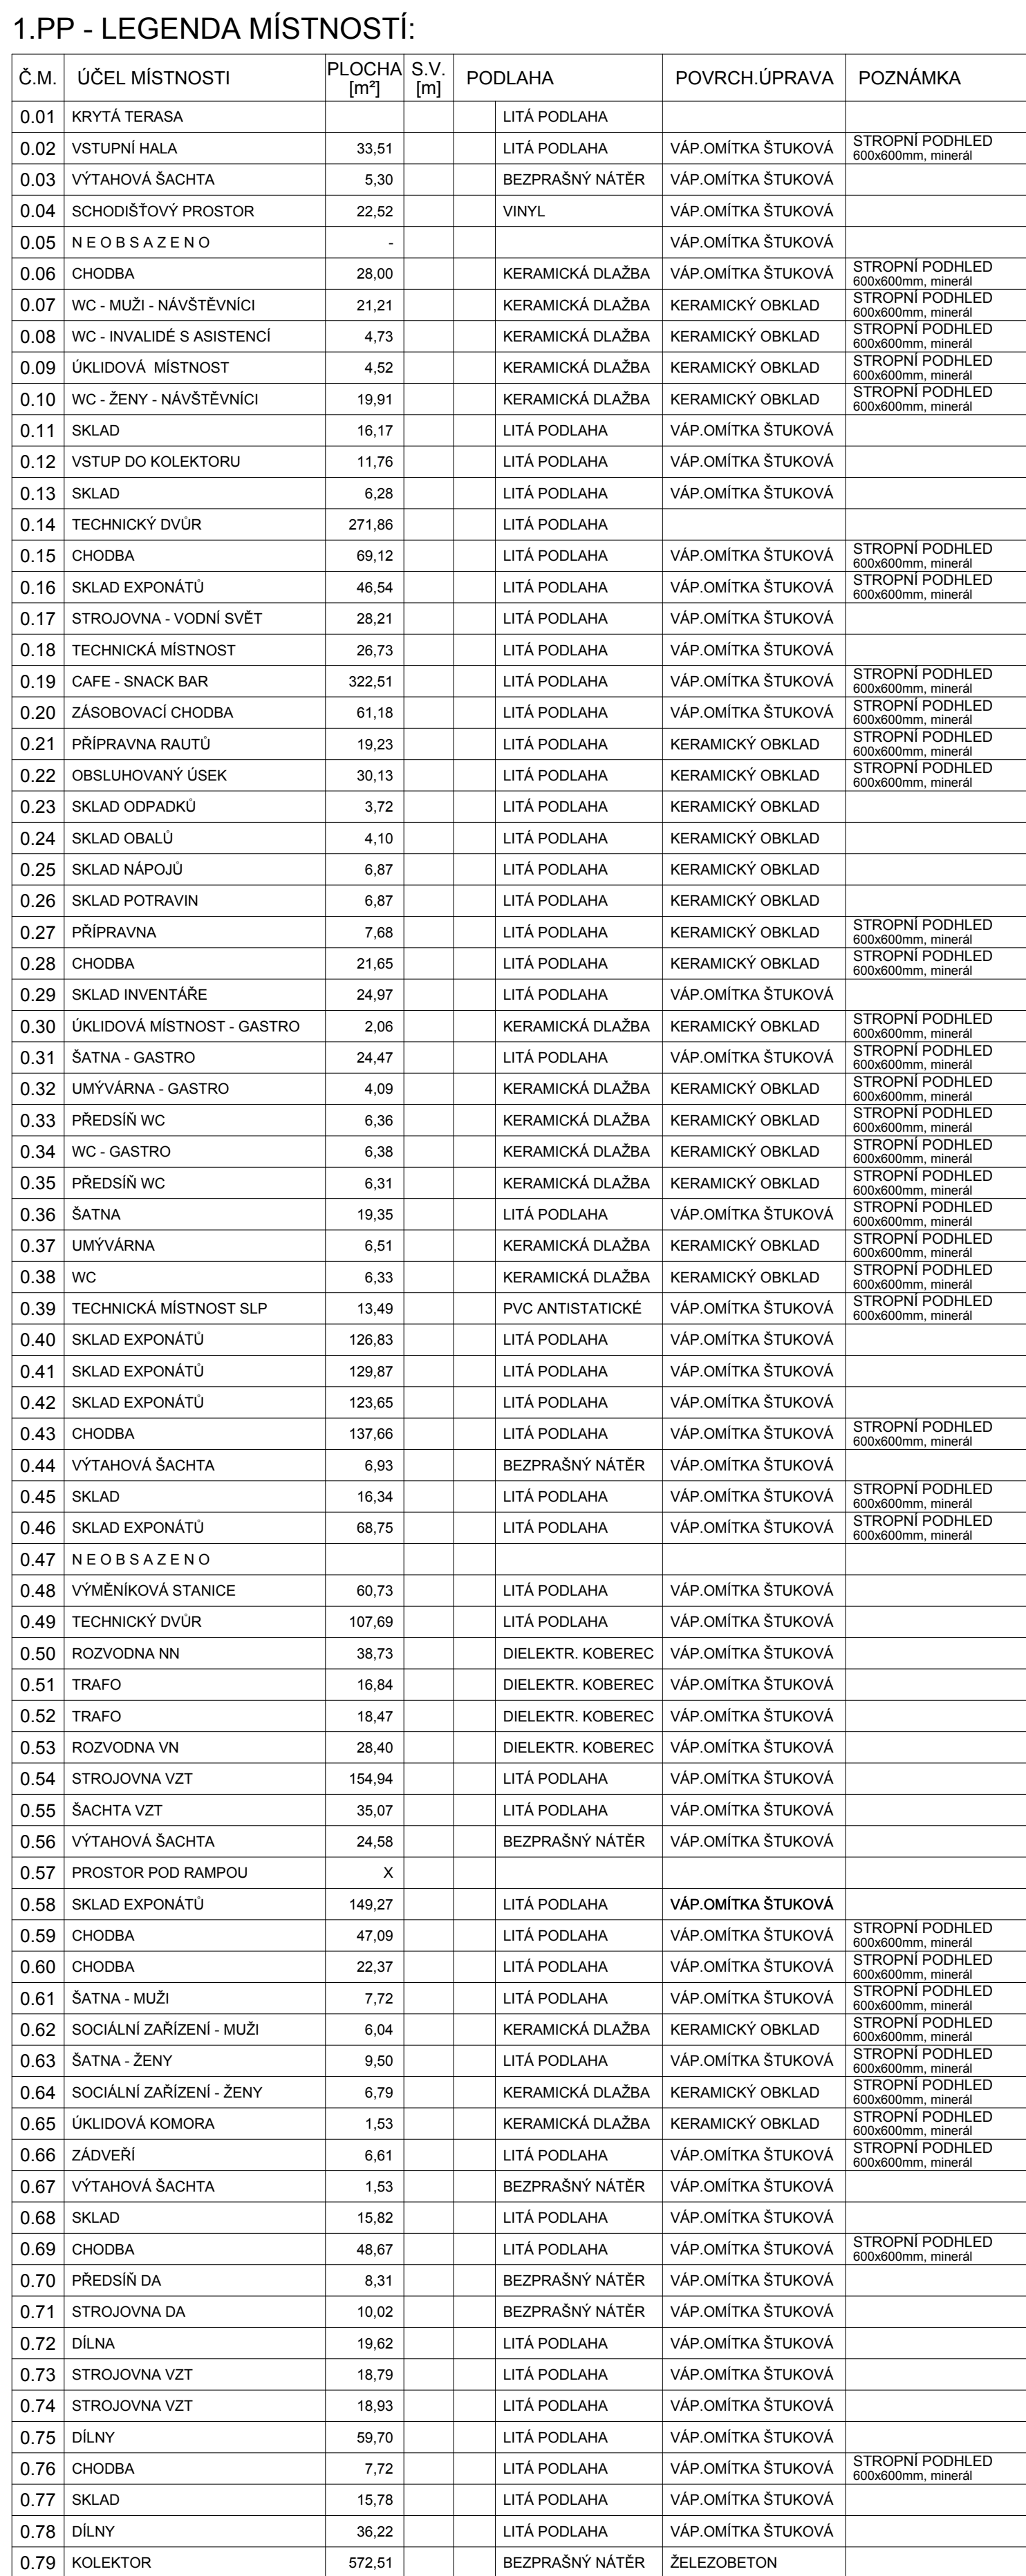 1.PP - LEGENDA MÍSTNOSTÍ:
Č.M. ÚČEL MÍSTNOSTI PLOCHA [m²] S.V. [m] PODLAHA POVRCH.ÚPRAVA POZNÁMKA
0.01 KRYTÁ TERASA LITÁ PODLAHA
0.02 VSTUPNÍ HALA 33,51 LITÁ PODLAHA VÁP.OMÍTKA ŠTUKOVÁ STROPNÍ PODHLED 600x600mm, minerál
0.03 VÝTAHOVÁ ŠACHTA 5,30 BEZPRAŠNÝ NÁTĚR VÁP.OMÍTKA ŠTUKOVÁ
0.04 SCHODIŠŤOVÝ PROSTOR 22,52 VINYL VÁP.OMÍTKA ŠTUKOVÁ
0.05 N E O B S A Z E N O - VÁP.OMÍTKA ŠTUKOVÁ
0.06 CHODBA 28,00 KERAMICKÁ DLAŽBA VÁP.OMÍTKA ŠTUKOVÁ STROPNÍ PODHLED 600x600mm, minerál
0.07 WC - MUŽI - NÁVŠTĚVNÍCI 21,21 KERAMICKÁ DLAŽBA KERAMICKÝ OBKLAD STROPNÍ PODHLED 600x600mm, minerál
0.08 WC - INVALIDÉ S ASISTENCÍ 4,73 KERAMICKÁ DLAŽBA KERAMICKÝ OBKLAD STROPNÍ PODHLED 600x600mm, minerál
0.09 ÚKLIDOVÁ MÍSTNOST 4,52 KERAMICKÁ DLAŽBA KERAMICKÝ OBKLAD STROPNÍ PODHLED 600x600mm, minerál
0.10 WC - ŽENY - NÁVŠTĚVNÍCI 19,91 KERAMICKÁ DLAŽBA KERAMICKÝ OBKLAD STROPNÍ PODHLED 600x600mm, minerál
0.11 SKLAD 16,17 LITÁ PODLAHA VÁP.OMÍTKA ŠTUKOVÁ
0.12 VSTUP DO KOLEKTORU 11,76 LITÁ PODLAHA VÁP.OMÍTKA ŠTUKOVÁ
0.13 SKLAD 6,28 LITÁ PODLAHA VÁP.OMÍTKA ŠTUKOVÁ
0.14 TECHNICKÝ DVŮR 271,86 LITÁ PODLAHA
0.15 CHODBA 69,12 LITÁ PODLAHA VÁP.OMÍTKA ŠTUKOVÁ STROPNÍ PODHLED 600x600mm, minerál
0.16 SKLAD EXPONÁTŮ 46,54 LITÁ PODLAHA VÁP.OMÍTKA ŠTUKOVÁ STROPNÍ PODHLED 600x600mm, minerál
0.17 STROJOVNA - VODNÍ SVĚT 28,21 LITÁ PODLAHA VÁP.OMÍTKA ŠTUKOVÁ
0.18 TECHNICKÁ MÍSTNOST 26,73 LITÁ PODLAHA VÁP.OMÍTKA ŠTUKOVÁ
0.19 CAFE - SNACK BAR 322,51 LITÁ PODLAHA VÁP.OMÍTKA ŠTUKOVÁ STROPNÍ PODHLED 600x600mm, minerál
0.20 ZÁSOBOVACÍ CHODBA 61,18 LITÁ PODLAHA VÁP.OMÍTKA ŠTUKOVÁ STROPNÍ PODHLED 600x600mm, minerál
0.21 PŘÍPRAVNA RAUTŮ 19,23 LITÁ PODLAHA KERAMICKÝ OBKLAD STROPNÍ PODHLED 600x600mm, minerál
0.22 OBSLUHOVANÝ ÚSEK 30,13 LITÁ PODLAHA KERAMICKÝ OBKLAD STROPNÍ PODHLED 600x600mm, minerál
0.23 SKLAD ODPADKŮ 3,72 LITÁ PODLAHA KERAMICKÝ OBKLAD
0.24 SKLAD OBALŮ 4,10 LITÁ PODLAHA KERAMICKÝ OBKLAD
0.25 SKLAD NÁPOJŮ 6,87 LITÁ PODLAHA KERAMICKÝ OBKLAD
0.26 SKLAD POTRAVIN 6,87 LITÁ PODLAHA KERAMICKÝ OBKLAD
0.27 PŘÍPRAVNA 7,68 LITÁ PODLAHA KERAMICKÝ OBKLAD STROPNÍ PODHLED 600x600mm, minerál
0.28 CHODBA 21,65 LITÁ PODLAHA KERAMICKÝ OBKLAD STROPNÍ PODHLED 600x600mm, minerál
0.29 SKLAD INVENTÁŘE 24,97 LITÁ PODLAHA VÁP.OMÍTKA ŠTUKOVÁ
0.30 ÚKLIDOVÁ MÍSTNOST - GASTRO 2,06 KERAMICKÁ DLAŽBA KERAMICKÝ OBKLAD STROPNÍ PODHLED 600x600mm, minerál
0.31 ŠATNA - GASTRO 24,47 LITÁ PODLAHA VÁP.OMÍTKA ŠTUKOVÁ STROPNÍ PODHLED 600x600mm, minerál
0.32 UMÝVÁRNA - GASTRO 4,09 KERAMICKÁ DLAŽBA KERAMICKÝ OBKLAD STROPNÍ PODHLED 600x600mm, minerál
0.33 PŘEDSÍŇ WC 6,36 KERAMICKÁ DLAŽBA KERAMICKÝ OBKLAD STROPNÍ PODHLED 600x600mm, minerál
0.34 WC - GASTRO 6,38 KERAMICKÁ DLAŽBA KERAMICKÝ OBKLAD STROPNÍ PODHLED 600x600mm, minerál
0.35 PŘEDSÍŇ WC 6,31 KERAMICKÁ DLAŽBA KERAMICKÝ OBKLAD STROPNÍ PODHLED 600x600mm, minerál
0.36 ŠATNA 19,35 LITÁ PODLAHA VÁP.OMÍTKA ŠTUKOVÁ STROPNÍ PODHLED 600x600mm, minerál
0.37 UMÝVÁRNA 6,51 KERAMICKÁ DLAŽBA KERAMICKÝ OBKLAD STROPNÍ PODHLED 600x600mm, minerál
0.38 WC 6,33 KERAMICKÁ DLAŽBA KERAMICKÝ OBKLAD STROPNÍ PODHLED 600x600mm, minerál
0.39 TECHNICKÁ MÍSTNOST SLP 13,49 PVC ANTISTATICKÉ VÁP.OMÍTKA ŠTUKOVÁ STROPNÍ PODHLED 600x600mm, minerál
0.40 SKLAD EXPONÁTŮ 126,83 LITÁ PODLAHA VÁP.OMÍTKA ŠTUKOVÁ
0.41 SKLAD EXPONÁTŮ 129,87 LITÁ PODLAHA VÁP.OMÍTKA ŠTUKOVÁ
0.42 SKLAD EXPONÁTŮ 123,65 LITÁ PODLAHA VÁP.OMÍTKA ŠTUKOVÁ
0.43 CHODBA 137,66 LITÁ PODLAHA VÁP.OMÍTKA ŠTUKOVÁ STROPNÍ PODHLED 600x600mm, minerál
0.44 VÝTAHOVÁ ŠACHTA 6,93 BEZPRAŠNÝ NÁTĚR VÁP.OMÍTKA ŠTUKOVÁ
0.45 SKLAD 16,34 LITÁ PODLAHA VÁP.OMÍTKA ŠTUKOVÁ STROPNÍ PODHLED 600x600mm, minerál
0.46 SKLAD EXPONÁTŮ 68,75 LITÁ PODLAHA VÁP.OMÍTKA ŠTUKOVÁ STROPNÍ PODHLED 600x600mm, minerál
0.47 N E O B S A Z E N O
0.48 VÝMĚNÍKOVÁ STANICE 60,73 LITÁ PODLAHA VÁP.OMÍTKA ŠTUKOVÁ
0.49 TECHNICKÝ DVŮR 107,69 LITÁ PODLAHA VÁP.OMÍTKA ŠTUKOVÁ
0.50 ROZVODNA NN 38,73 DIELEKTR. KOBEREC VÁP.OMÍTKA ŠTUKOVÁ
0.51 TRAFO 16,84 DIELEKTR. KOBEREC VÁP.OMÍTKA ŠTUKOVÁ
0.52 TRAFO 18,47 DIELEKTR. KOBEREC VÁP.OMÍTKA ŠTUKOVÁ
0.53 ROZVODNA VN 28,40 DIELEKTR. KOBEREC VÁP.OMÍTKA ŠTUKOVÁ
0.54 STROJOVNA VZT 154,94 LITÁ PODLAHA VÁP.OMÍTKA ŠTUKOVÁ
0.55 ŠACHTA VZT 35,07 LITÁ PODLAHA VÁP.OMÍTKA ŠTUKOVÁ
0.56 VÝTAHOVÁ ŠACHTA 24,58 BEZPRAŠNÝ NÁTĚR VÁP.OMÍTKA ŠTUKOVÁ
0.57 PROSTOR POD RAMPOU X
0.58 SKLAD EXPONÁTŮ 149,27 LITÁ PODLAHA VÁP.OMÍTKA ŠTUKOVÁ
0.59 CHODBA 47,09 LITÁ PODLAHA VÁP.OMÍTKA ŠTUKOVÁ STROPNÍ PODHLED 600x600mm, minerál
0.60 CHODBA 22,37 LITÁ PODLAHA VÁP.OMÍTKA ŠTUKOVÁ STROPNÍ PODHLED 600x600mm, minerál
0.61 ŠATNA - MUŽI 7,72 LITÁ PODLAHA VÁP.OMÍTKA ŠTUKOVÁ STROPNÍ PODHLED 600x600mm, minerál
0.62 SOCIÁLNÍ ZAŘÍZENÍ - MUŽI 6,04 KERAMICKÁ DLAŽBA KERAMICKÝ OBKLAD STROPNÍ PODHLED 600x600mm, minerál
0.63 ŠATNA - ŽENY 9,50 LITÁ PODLAHA VÁP.OMÍTKA ŠTUKOVÁ STROPNÍ PODHLED 600x600mm, minerál
0.64 SOCIÁLNÍ ZAŘÍZENÍ - ŽENY 6,79 KERAMICKÁ DLAŽBA KERAMICKÝ OBKLAD STROPNÍ PODHLED 600x600mm, minerál
0.65 ÚKLIDOVÁ KOMORA 1,53 KERAMICKÁ DLAŽBA KERAMICKÝ OBKLAD STROPNÍ PODHLED 600x600mm, minerál
0.66 ZÁDVEŘÍ 6,61 LITÁ PODLAHA VÁP.OMÍTKA ŠTUKOVÁ STROPNÍ PODHLED 600x600mm, minerál
0.67 VÝTAHOVÁ ŠACHTA 1,53 BEZPRAŠNÝ NÁTĚR VÁP.OMÍTKA ŠTUKOVÁ
0.68 SKLAD 15,82 LITÁ PODLAHA VÁP.OMÍTKA ŠTUKOVÁ
0.69 CHODBA 48,67 LITÁ PODLAHA VÁP.OMÍTKA ŠTUKOVÁ STROPNÍ PODHLED 600x600mm, minerál
0.70 PŘEDSÍŇ DA 8,31 BEZPRAŠNÝ NÁTĚR VÁP.OMÍTKA ŠTUKOVÁ
0.71 STROJOVNA DA 10,02 BEZPRAŠNÝ NÁTĚR VÁP.OMÍTKA ŠTUKOVÁ
0.72 DÍLNA 19,62 LITÁ PODLAHA VÁP.OMÍTKA ŠTUKOVÁ
0.73 STROJOVNA VZT 18,79 LITÁ PODLAHA VÁP.OMÍTKA ŠTUKOVÁ
0.74 STROJOVNA VZT 18,93 LITÁ PODLAHA VÁP.OMÍTKA ŠTUKOVÁ
0.75 DÍLNY 59,70 LITÁ PODLAHA VÁP.OMÍTKA ŠTUKOVÁ
0.76 CHODBA 7,72 LITÁ PODLAHA VÁP.OMÍTKA ŠTUKOVÁ STROPNÍ PODHLED 600x600mm, minerál
0.77 SKLAD 15,78 LITÁ PODLAHA VÁP.OMÍTKA ŠTUKOVÁ
0.78 DÍLNY 36,22 LITÁ PODLAHA VÁP.OMÍTKA ŠTUKOVÁ
0.79 KOLEKTOR 572,51 BEZPRAŠNÝ NÁTĚR ŽELEZOBETON